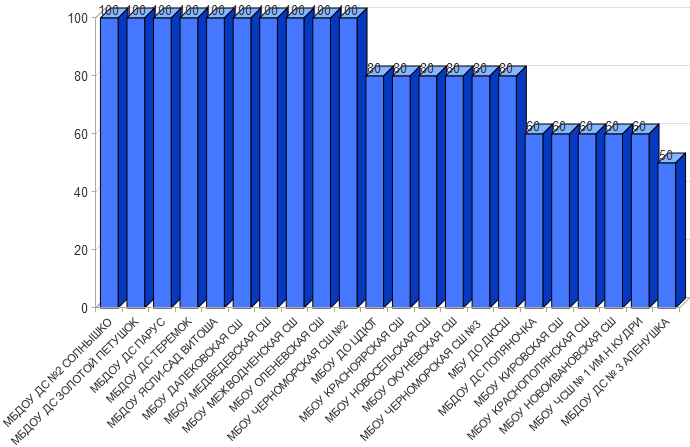 100 100 100 100 100 100 100 100 100 100 80 80 80 80 80 80 60 60 60 60 60 50
100
80
60
40
20
0
МБДОУ ДС №2 СОЛНЫШКО
МБДОУ ДС ЗОЛОТОЙ ПЕТУШОК
МБДОУ ДС ПАРУС
МБДОУ ДС ТЕРЕМОК
МБДОУ ЯСЛИ-САД ВИТОША
МБОУ ДАЛЕКОВСКАЯ СШ
МБОУ МЕДВЕДЕВСКАЯ СШ
МБОУ МЕЖВОДНЕНСКАЯ СШ
МБОУ ОЛЕНЕВСКАЯ СШ
МБОУ ЧЕРНОМОРСКАЯ СШ №2
МБОУ ДО ЦДЮТ
МБОУ КРАСНОЯРСКАЯ СШ
МБОУ НОВОСЕЛЬСКАЯ СШ
МБОУ ОКУНЕВСКАЯ СШ
МБОУ ЧЕРНОМОРСКАЯ СШ №3
МБУ ДО ДЮСШ
МБДОУ ДС ПОЛЯНОЧКА
МБОУ КИРОВСКАЯ СШ
МБОУ КРАСНОПОЛЯНСКАЯ СШ
МБОУ НОВОИВАНОВСКАЯ СШ
МБОУ ЧСШ № 1 ИМ.Н.КУДРИ
МБДОУ ДС № 3 АЛЕНУШКА